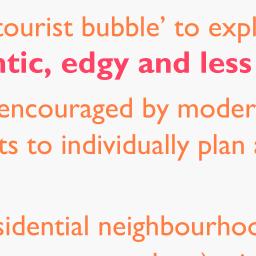 tourist bubble’ to expl
ntic, edgy and less
encouraged by moder
ts to individually plan a
sidential neighbourhoo